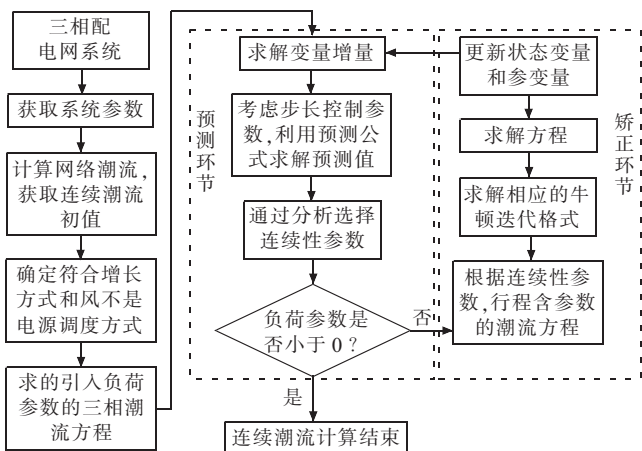 三相配
电网系统
获取系统参数
计算网络潮流,
获取连续潮流
初值
确定符合增长
方式和风不是
电源调度方式
求的引入负荷
参数的三相潮
流方程
预测环节
求解变量增量
考虑步长控制参
数,利用预测公
式求解预测值
通过分析选择
连续性参数
负荷参数是
否小于0?
否
是
连续潮流计算结束
矫正环节
更新状态变量
和参变量
求解方程
求解相应的牛
顿迭代格式
根据连续性参
数,行程含参数
的潮流方程